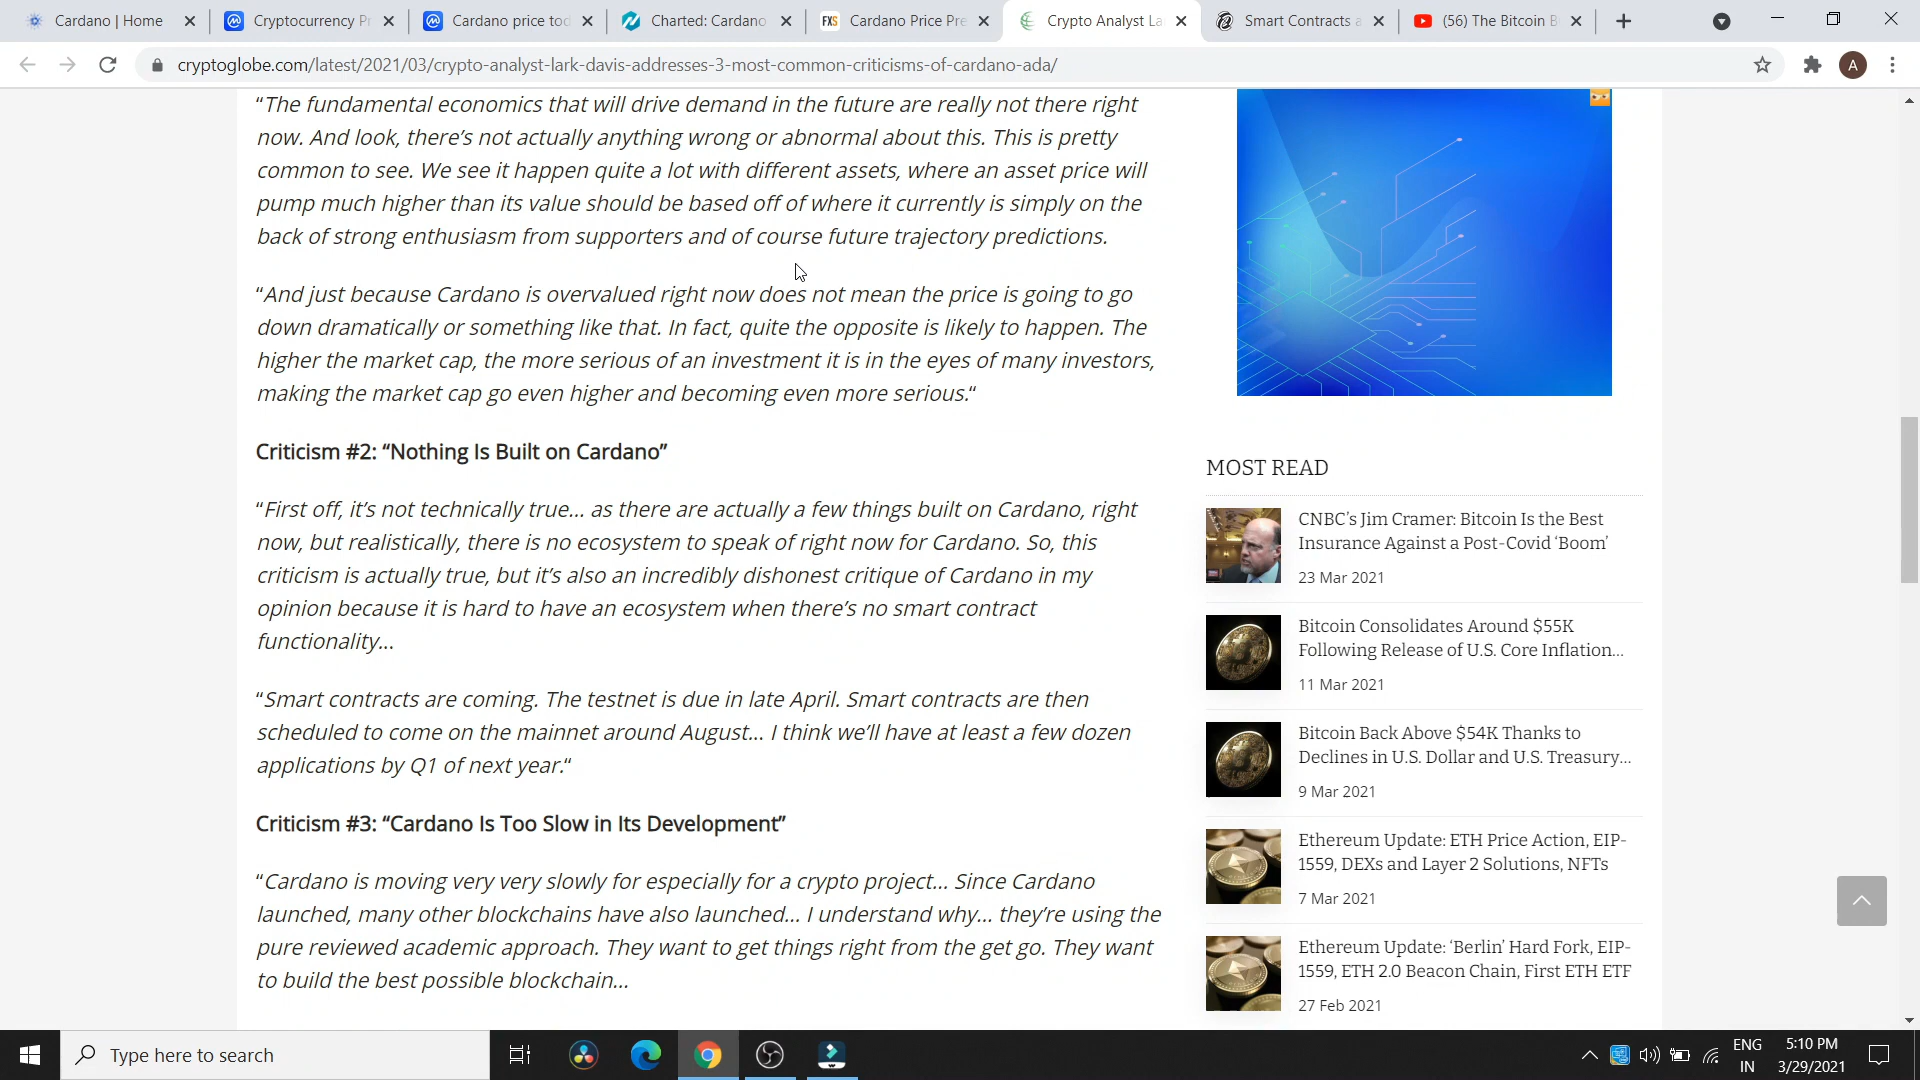 Cardano | Home
Cryptocurrency Pr
Cardano price tod
Charted: Cardano
FXS
Cardano Price Pre
Crypto Analyst La
Smart Contracts a
(56) The Bitcoin B
cryptoglobe.com/latest/2021/03/crypto-analyst-lark-davis-addresses-3-most-common-criticisms-of-cardano-ada/
A
“The fundamental economics that will drive demand in the future are really not there right
now. And look, there’s not actually anything wrong or abnormal about this. This is pretty
common to see. We see it happen quite a lot with different assets, where an asset price will
pump much higher than its value should be based off of where it currently is simply on the
back of strong enthusiasm from supporters and of course future trajectory predictions.
“And just because Cardano is overvalued right now does not mean the price is going to go
down dramatically or something like that. In fact, quite the opposite is likely to happen. The
higher the market cap, the more serious of an investment it is in the eyes of many investors,
making the market cap go even higher and becoming even more serious.“
Criticism #2: “Nothing Is Built on Cardano”
“First off, it’s not technically true… as there are actually a few things built on Cardano, right
now, but realistically, there is no ecosystem to speak of right now for Cardano. So, this
criticism is actually true, but it’s also an incredibly dishonest critique of Cardano in my
opinion because it is hard to have an ecosystem when there’s no smart contract
functionality…
“Smart contracts are coming. The testnet is due in late April. Smart contracts are then
scheduled to come on the mainnet around August… I think we’ll have at least a few dozen
applications by Q1 of next year.“
Criticism #3: “Cardano Is Too Slow in Its Development”
“Cardano is moving very very slowly for especially for a crypto project… Since Cardano
launched, many other blockchains have also launched… I understand why… they’re using the
pure reviewed academic approach. They want to get things right from the get go. They want
to build the best possible blockchain…
MOST READ
CNBC’s Jim Cramer: Bitcoin Is the Best
Insurance Against a Post-Covid ‘Boom’
23 Mar 2021
Bitcoin Consolidates Around $55K
Following Release of U.S. Core Inflation…
11 Mar 2021
Bitcoin Back Above $54K Thanks to
Declines in U.S. Dollar and U.S. Treasury…
9 Mar 2021
Ethereum Update: ETH Price Action, EIP-
1559, DEXs and Layer 2 Solutions, NFTs
7 Mar 2021
Ethereum Update: ‘Berlin’ Hard Fork, EIP-
1559, ETH 2.0 Beacon Chain, First ETH ETF
27 Feb 2021
Type here to search
ENG
IN
5:10 PM
3/29/2021